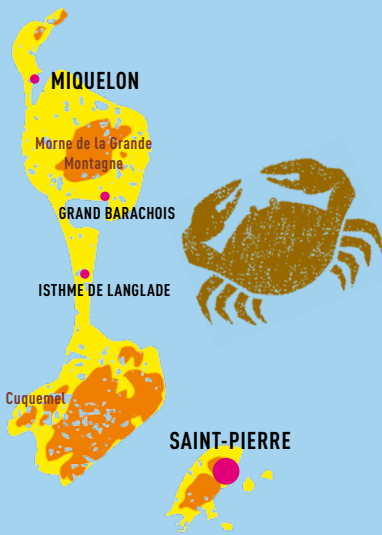 MIQUELON
Morne de la Grande
Montagne
GRAND BARACHOIS
ISTHME DE LANGLADE
Cuquemel
SAINT-PIERRE